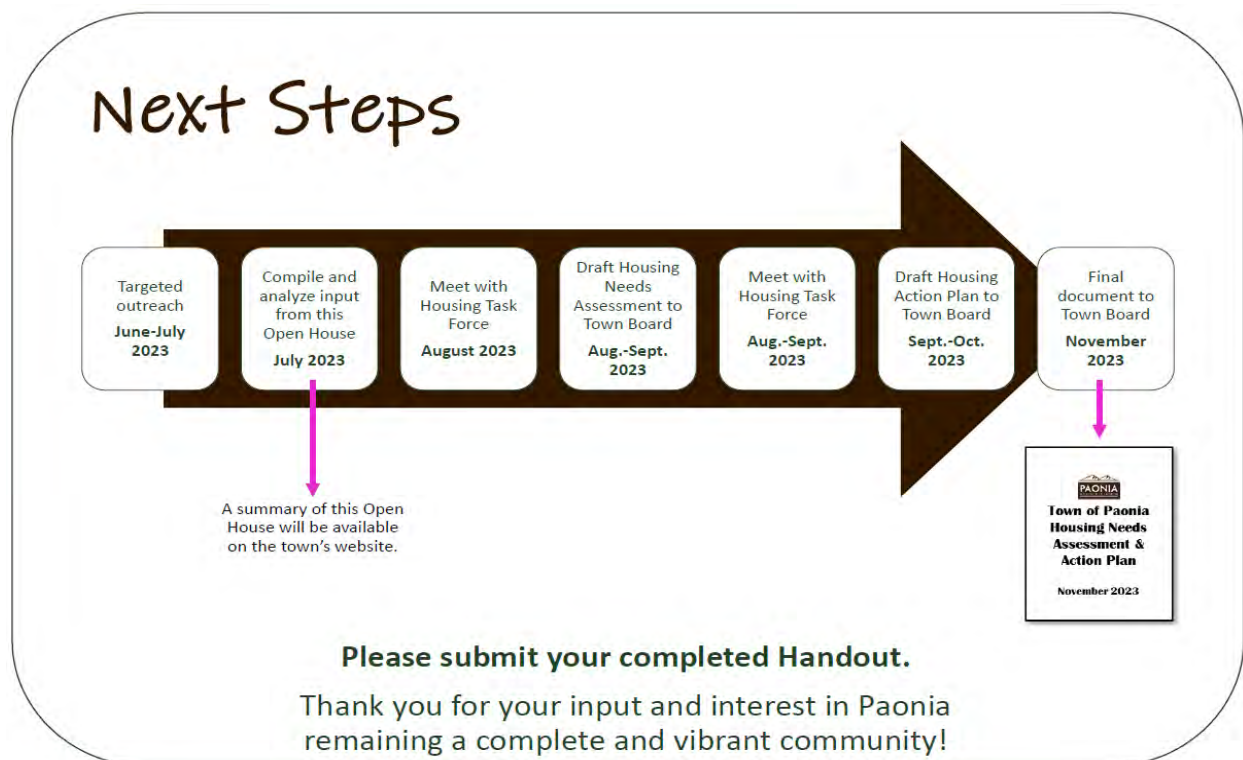 Next Steps
Targeted
outreach
June-July
2023
Compile and
analyze input
from this
Open House
July 2023
Meet with
Housing Task
Force
August 2023
Draft Housing
Needs
Assessment to
Town Board
Aug.-Sept.
2023
Meet with
Housing Task
Force
Aug.-Sept.
2023
Draft Housing
Action Plan to
Town Board
Sept.-Oct.
2023
Final
document to
Town Board
November
2023
A summary of this Open
House will be available
on the town's website.
PAONIA
Town of Paonia
Housing Needs
Assessment &
Action Plan
November 2023
Please submit your completed Handout.
Thank you for your input and interest in Paonia
remaining a complete and vibrant community!